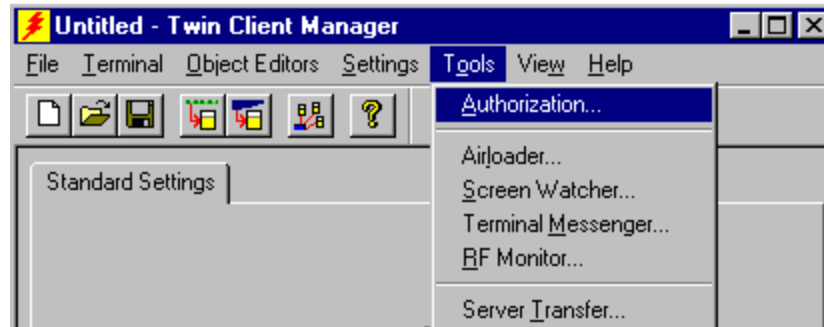 Untitled - Twin Client Manager
File Terminal Object Editors Settings Tools View Help
Authorization...
Airloader...
Standard Settings
Screen Watcher...
Terminal Messenger...
RF Monitor...
Server Transfer...